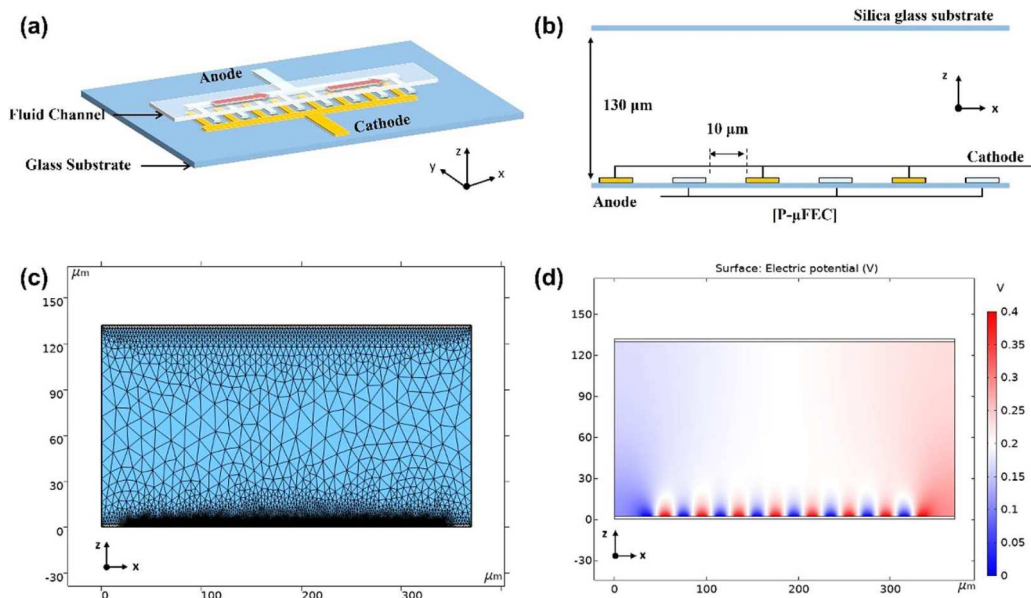 (a)
Anode
Fluid Channel
Cathode
Glass Substrate
z
y
x
(b)
Silica glass substrate
130 µm
z
x
10 µm
Cathode
Anode
[P-µFEC]
(c)
µm
150
120
90
60
30
0
-30
z
x
0
100
200
300
µm
(d)
Surface: Electric potential (V)
V
150
120
90
60
30
0
-30
z
x
0
100
200
300
µm
0.4
0.35
0.3
0.25
0.2
0.15
0.1
0.05
0